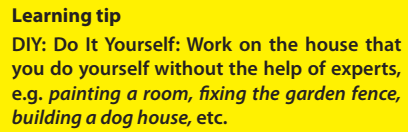 Learning tip
DIY: Do It Yourself: Work on the house that
you do yourself without the help of experts,
e.g. painting a room, fixing the garden fence,
building a dog house, etc.